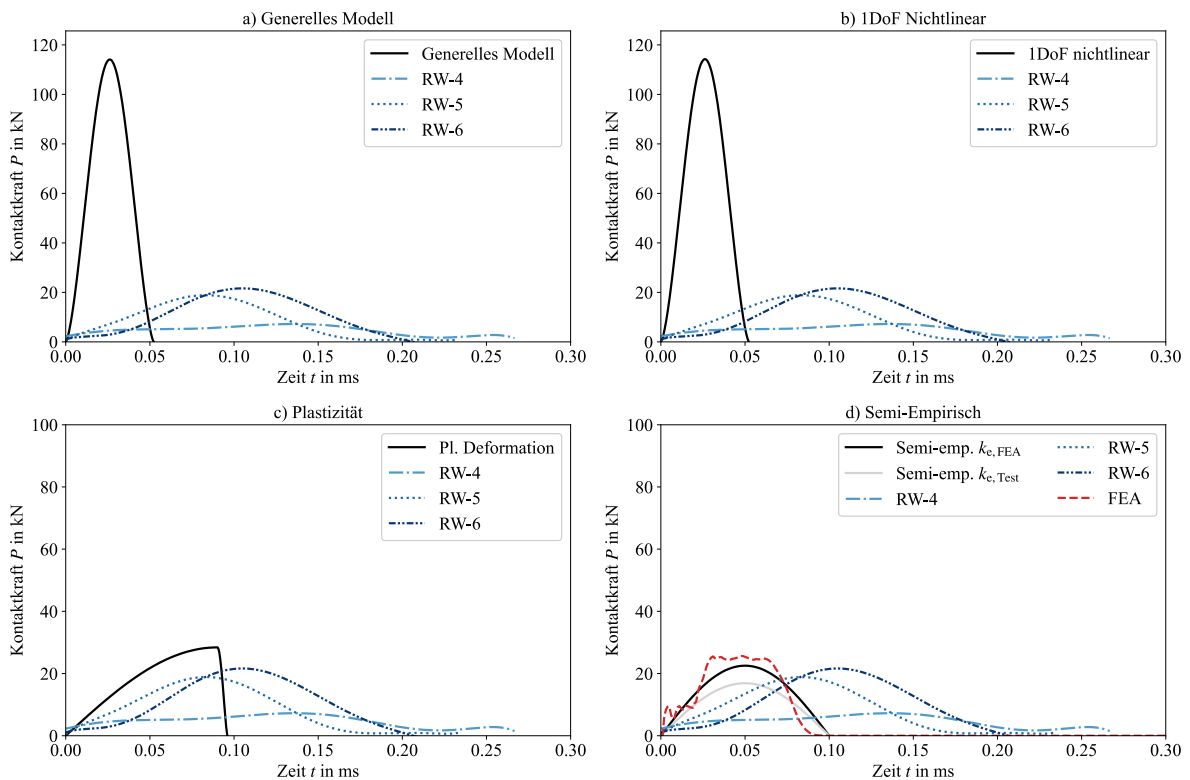 a) Generelles Modell
Kontaktkraft P in kN
120
100
80
60
40
20
0
Generelles Modell
RW-4
RW-5
RW-6
0.00 0.05 0.10 0.15 0.20 0.25 0.30
Zeit t in ms
b) 1DoF Nichtlinear
Kontaktkraft P in kN
120
100
80
60
40
20
0
1DoF nichtlinear
RW-4
RW-5
RW-6
0.00 0.05 0.10 0.15 0.20 0.25 0.30
Zeit t in ms
c) Plastizität
Kontaktkraft P in kN
100
80
60
40
20
0
Pl. Deformation
RW-4
RW-5
RW-6
0.00 0.05 0.10 0.15 0.20 0.25 0.30
Zeit t in ms
d) Semi-Empirisch
Kontaktkraft P in kN
100
80
60
40
20
0
Semi-emp. ke, FEA
Semi-emp. ke, Test
RW-4
RW-5
RW-6
FEA
0.00 0.05 0.10 0.15 0.20 0.25 0.30
Zeit t in ms